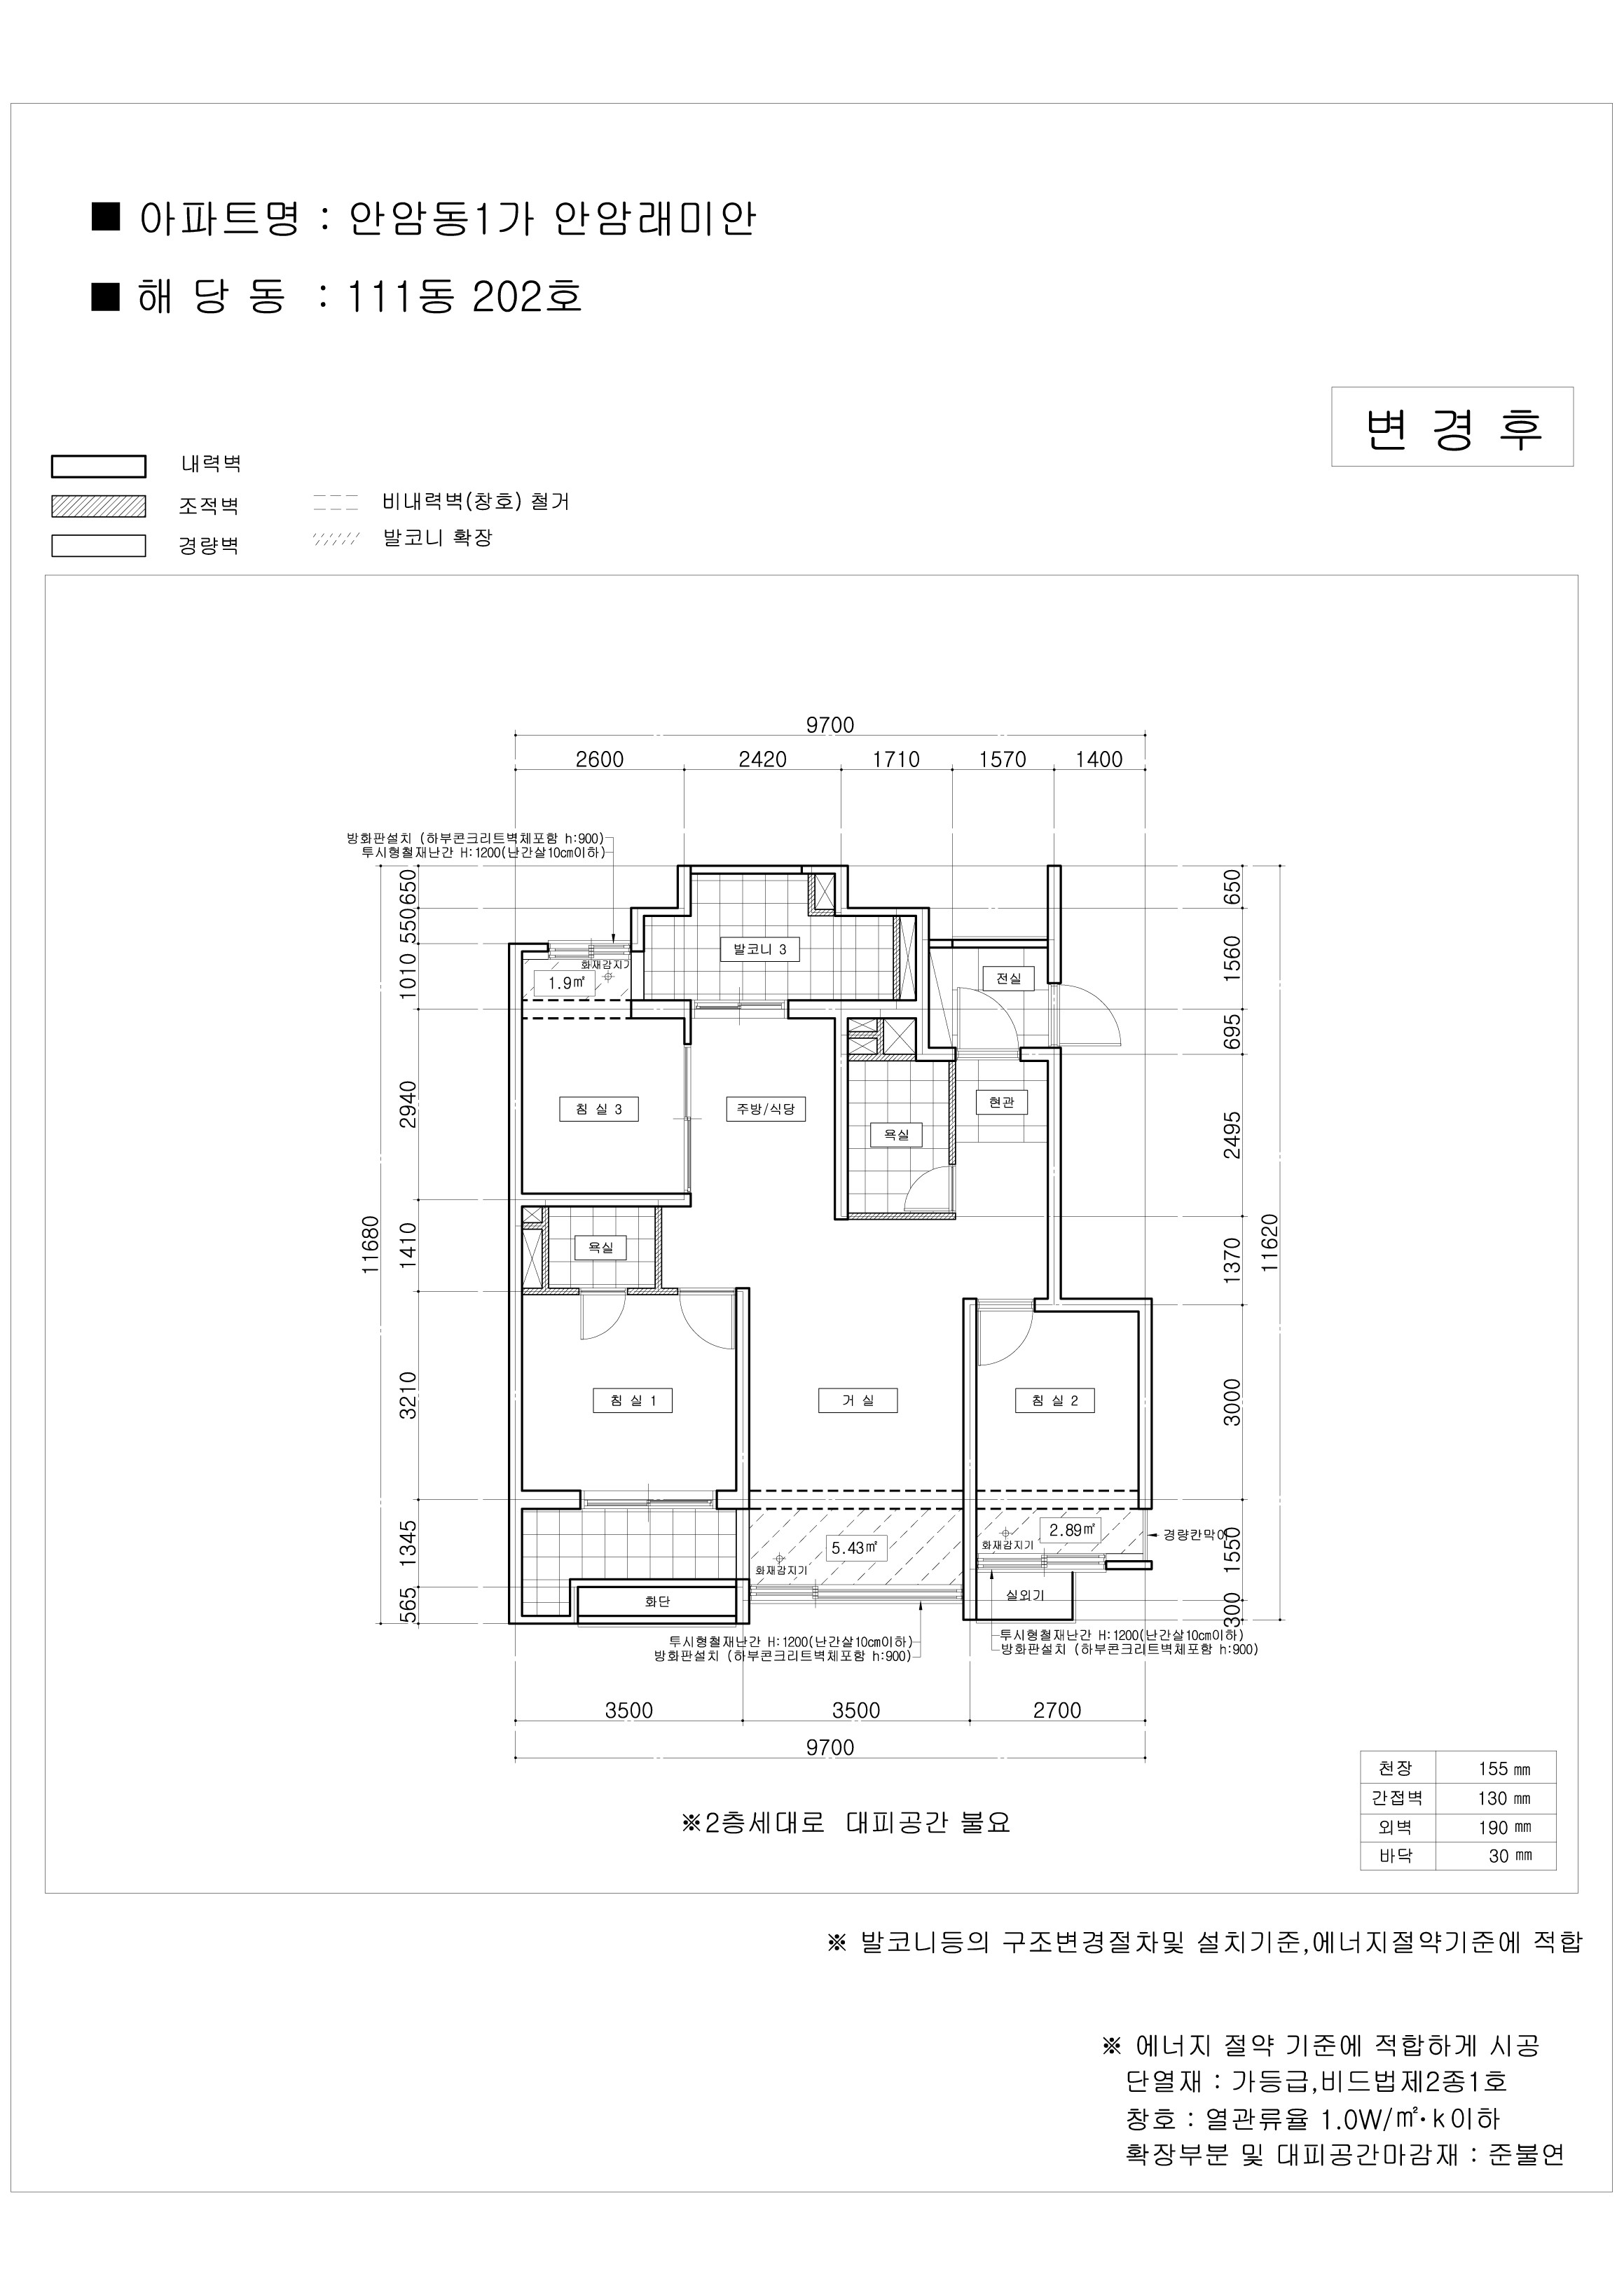 ■ 아파트명 : 안암동1가 안암래미안
■ 해 당 동 : 111동 202호
변 경 후
내력벽
조적벽
경량벽
비내력벽(창호) 철거
발코니 확장
9700
2600 2420 1710 1570 1400
방화판설치 (하부콘크리트벽체포함 h:900)
투시형철재난간 H:1200(난간살10cm이하)
650
550
1010
2940
1410
3210
1345
565
11680
650
1560
695
2495
1370
3000
1550
300
11620
발코니 3
화재감지기
1.9㎡
전실
침 실 3
주방/식당
현관
욕실
욕실
침 실 1
거 실
침 실 2
5.43㎡
화재감지기
2.89㎡
화재감지기
경량칸막이
화단
실외기
투시형철재난간 H:1200(난간살10cm이하)
방화판설치 (하부콘크리트벽체포함 h:900)
투시형철재난간 H:1200(난간살10cm이하)
방화판설치 (하부콘크리트벽체포함 h:900)
3500 3500 2700
9700
※2층세대로 대피공간 불요
천장 155 ㎜
간접벽 130 ㎜
외벽 190 ㎜
바닥 30 ㎜
※ 발코니등의 구조변경절차및 설치기준,에너지절약기준에 적합
※ 에너지 절약 기준에 적합하게 시공
단열재 : 가등급,비드법제2종1호
창호 : 열관류율 1.0W/㎡·k이하
확장부분 및 대피공간마감재 : 준불연